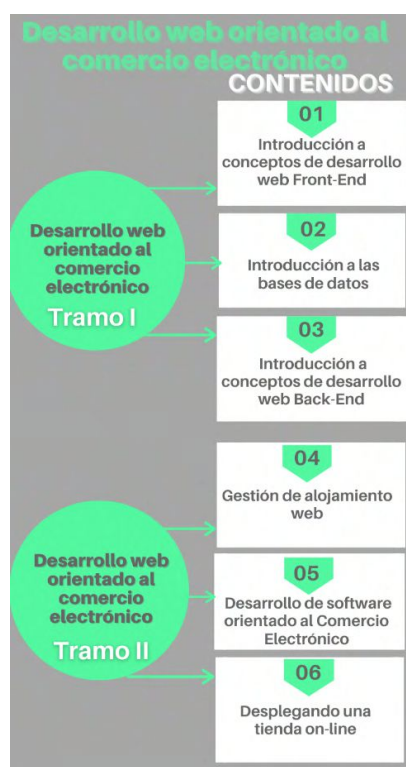 Desarrollo web orientado al
comercio electrónico
CONTENIDOS
01
Introducción a
conceptos de desarrollo
web Front-End
Desarrollo web
orientado al
comercio
electrónico
Tramo I
02
Introducción a las
bases de datos
03
Introducción a
conceptos de desarrollo
web Back-End
04
Gestión de alojamiento
web
Desarrollo web
orientado al
comercio
electrónico
Tramo II
05
Desarrollo de software
orientado al Comercio
Electrónico
06
Desplegando una
tienda on-line